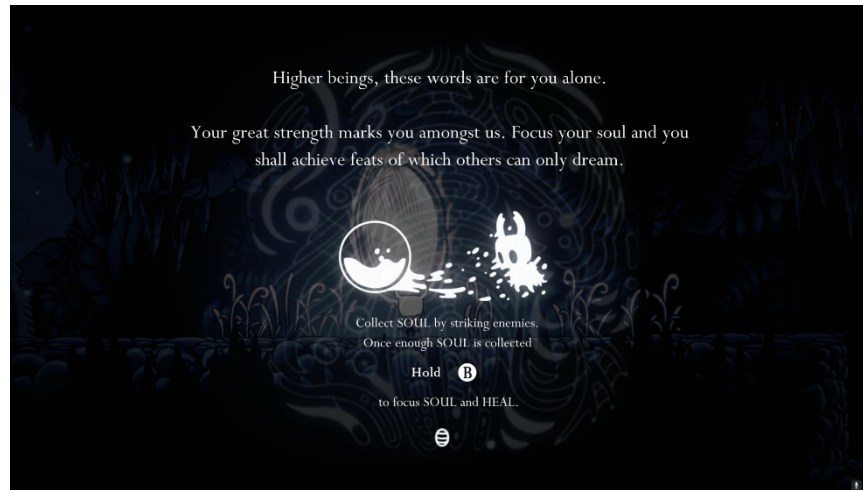 Higher beings, these words are for you alone.
Your great strength marks you amongst us. Focus your soul and you
shall achieve feats of which others can only dream.
Collect SOUL by striking enemies.
Once enough SOUL is collected
Hold B
to focus SOUL and HEAL.